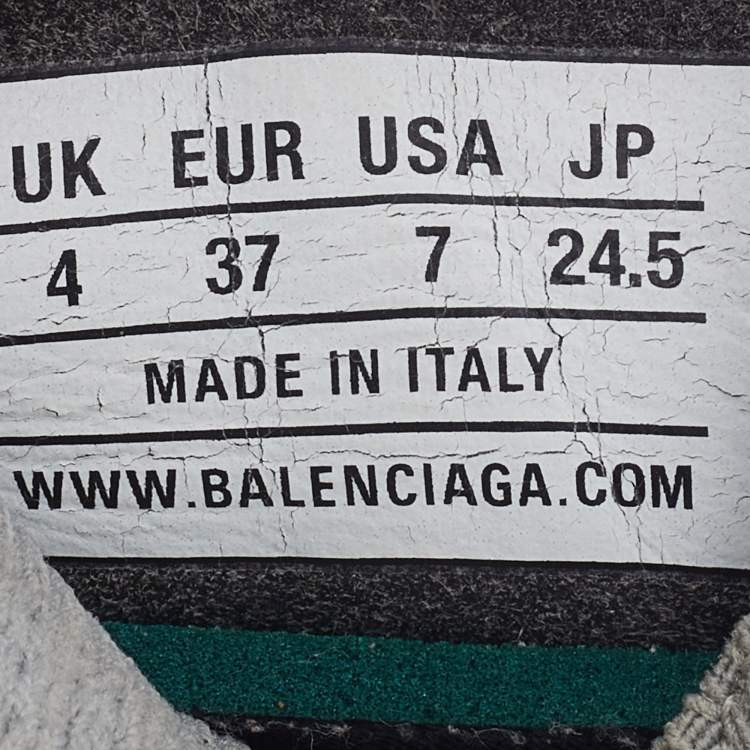 UK EUR USA JP
4 37 7 24.5
MADE IN ITALY
WWW.BALENCIAGA.COM